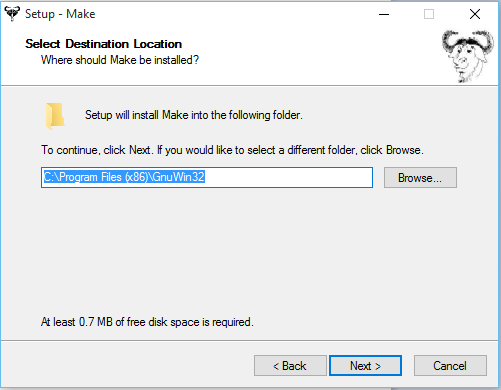 Setup - Make
Select Destination Location
Where should Make be installed?
Setup will install Make into the following folder.
To continue, click Next. If you would like to select a different folder, click Browse.
C:\Program Files (x86)\GnuWin32
Browse...
At least 0.7 MB of free disk space is required.
< Back
Next >
Cancel